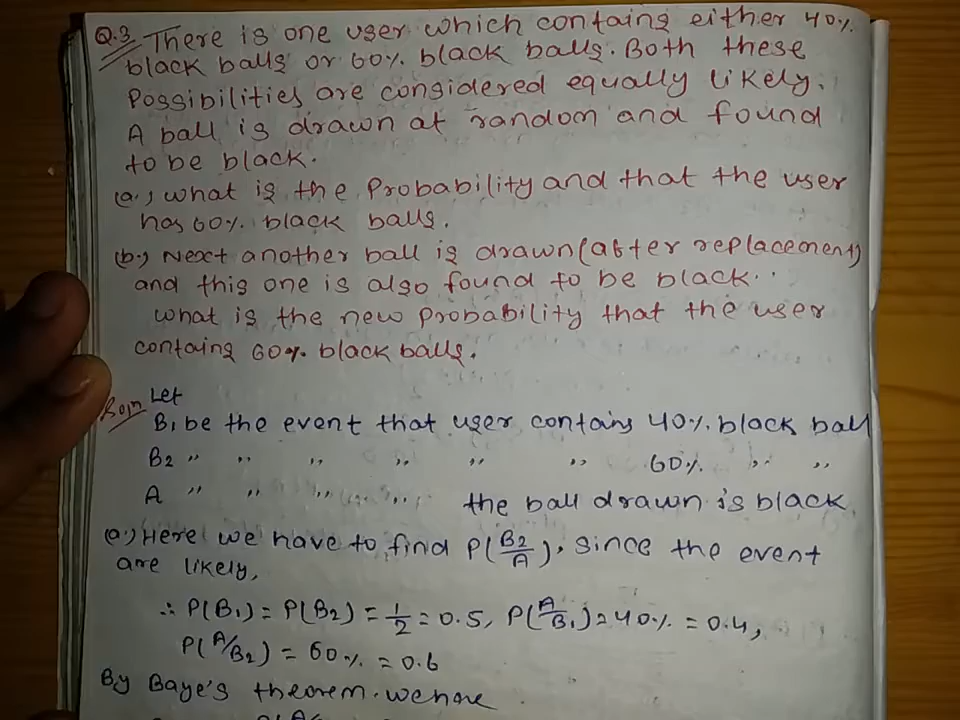 Q.3 There is one user which contains either 40%
black balls or 60% black balls. Both these
Possibilities are considered equally likely.
A ball is drawn at random and found
to be black.
(a.) what is the Probability and that the user
has 60% black balls.
(b.) Next another ball is drawn (after replacement)
and this one is also found to be black..
what is the new Probability that the user
contains 60% black balls.
Soln Let
B₁ be the event that user contains 40% black ball
B₂ " " " " " " 60% " "
A " " " " the ball drawn is black
(a.) Here we have to find P(B₂/A), since the event
are likely,
∴ P(B₁) = P(B₂) = 1/2 = 0.5, P(A/B₁) = 40% = 0.4,
P(A/B₂) = 60% = 0.6
By Baye's theorem. we have